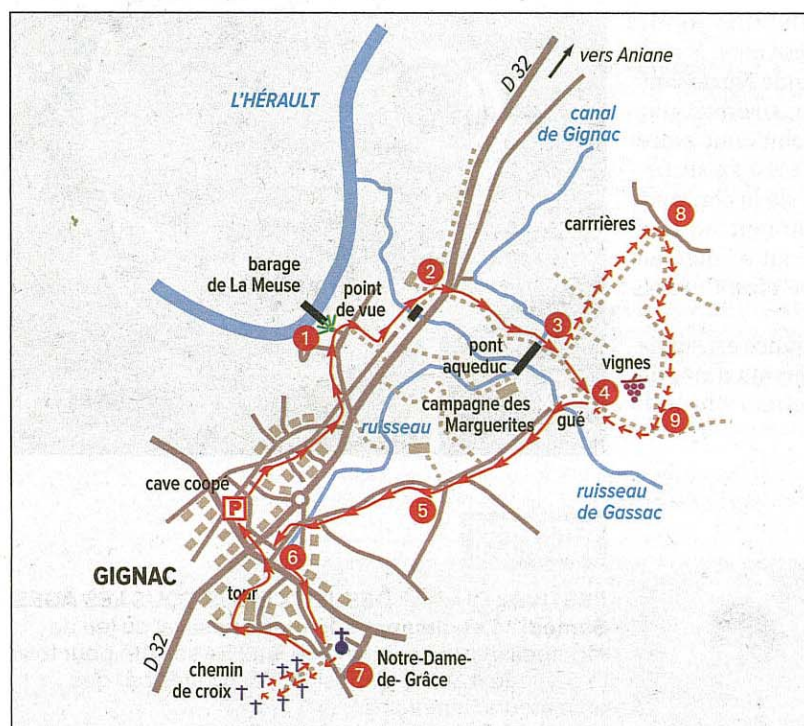 D 32
vers Aniane
L'HÉRAULT
canal
de Gignac
8
carrrières
barage
de La Meuse
point
de vue
2
1
3
pont
aqueduc
vignes
4
campagne des
Marguerites
gué
9
ruisseau
cave coopé
P
5
ruisseau
de Gassac
6
GIGNAC
tour
D 32
Notre-Dame-
de- Grâce
7
chemin
de croix